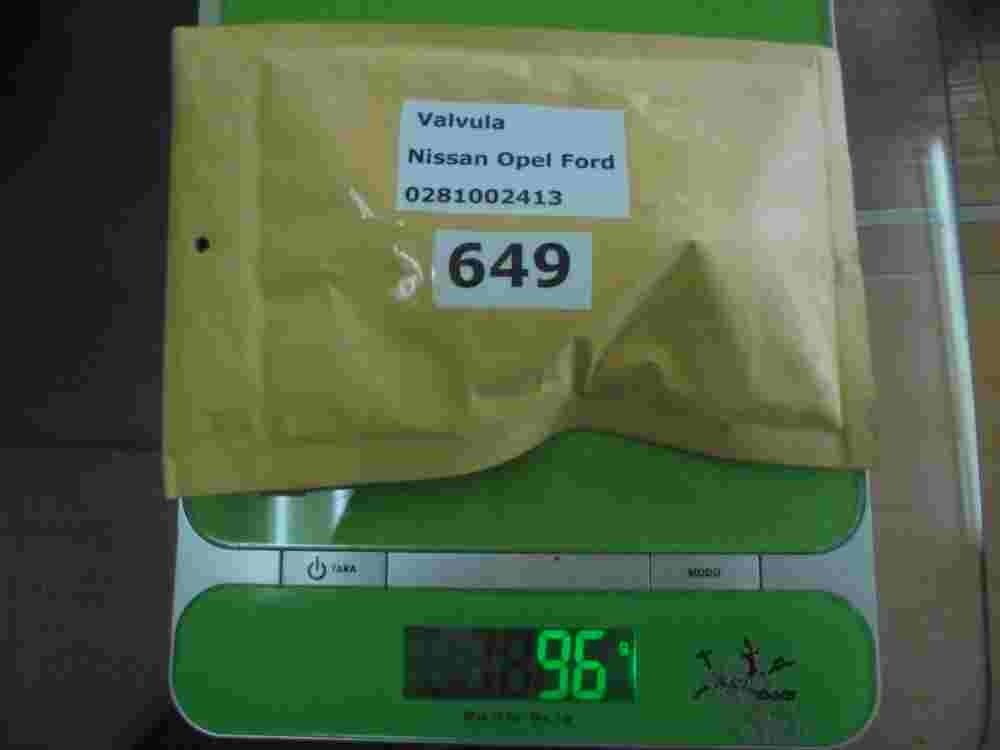 Valvula
Nissan Opel Ford
0281002413
649
TARA
MODO
96 g